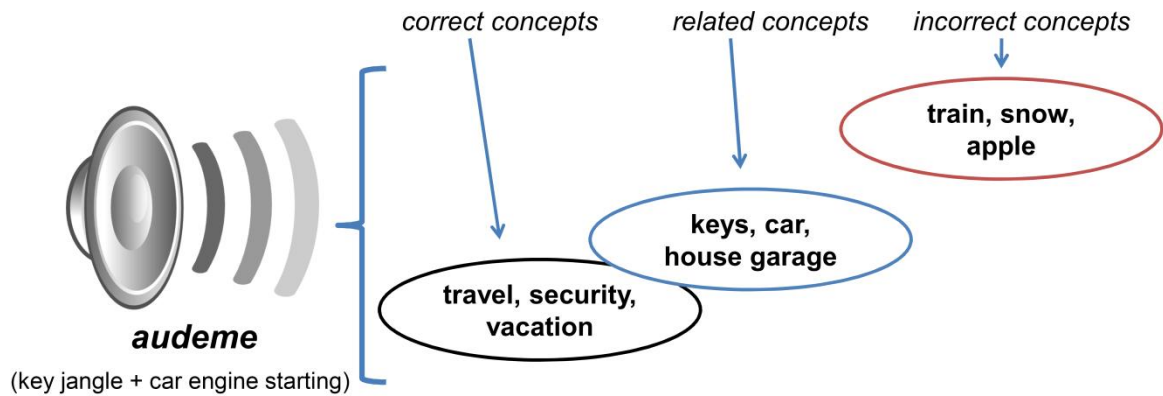 correct concepts
related concepts
incorrect concepts
train, snow,
apple
keys, car,
house garage
travel, security,
vacation
audeme
(key jangle + car engine starting)